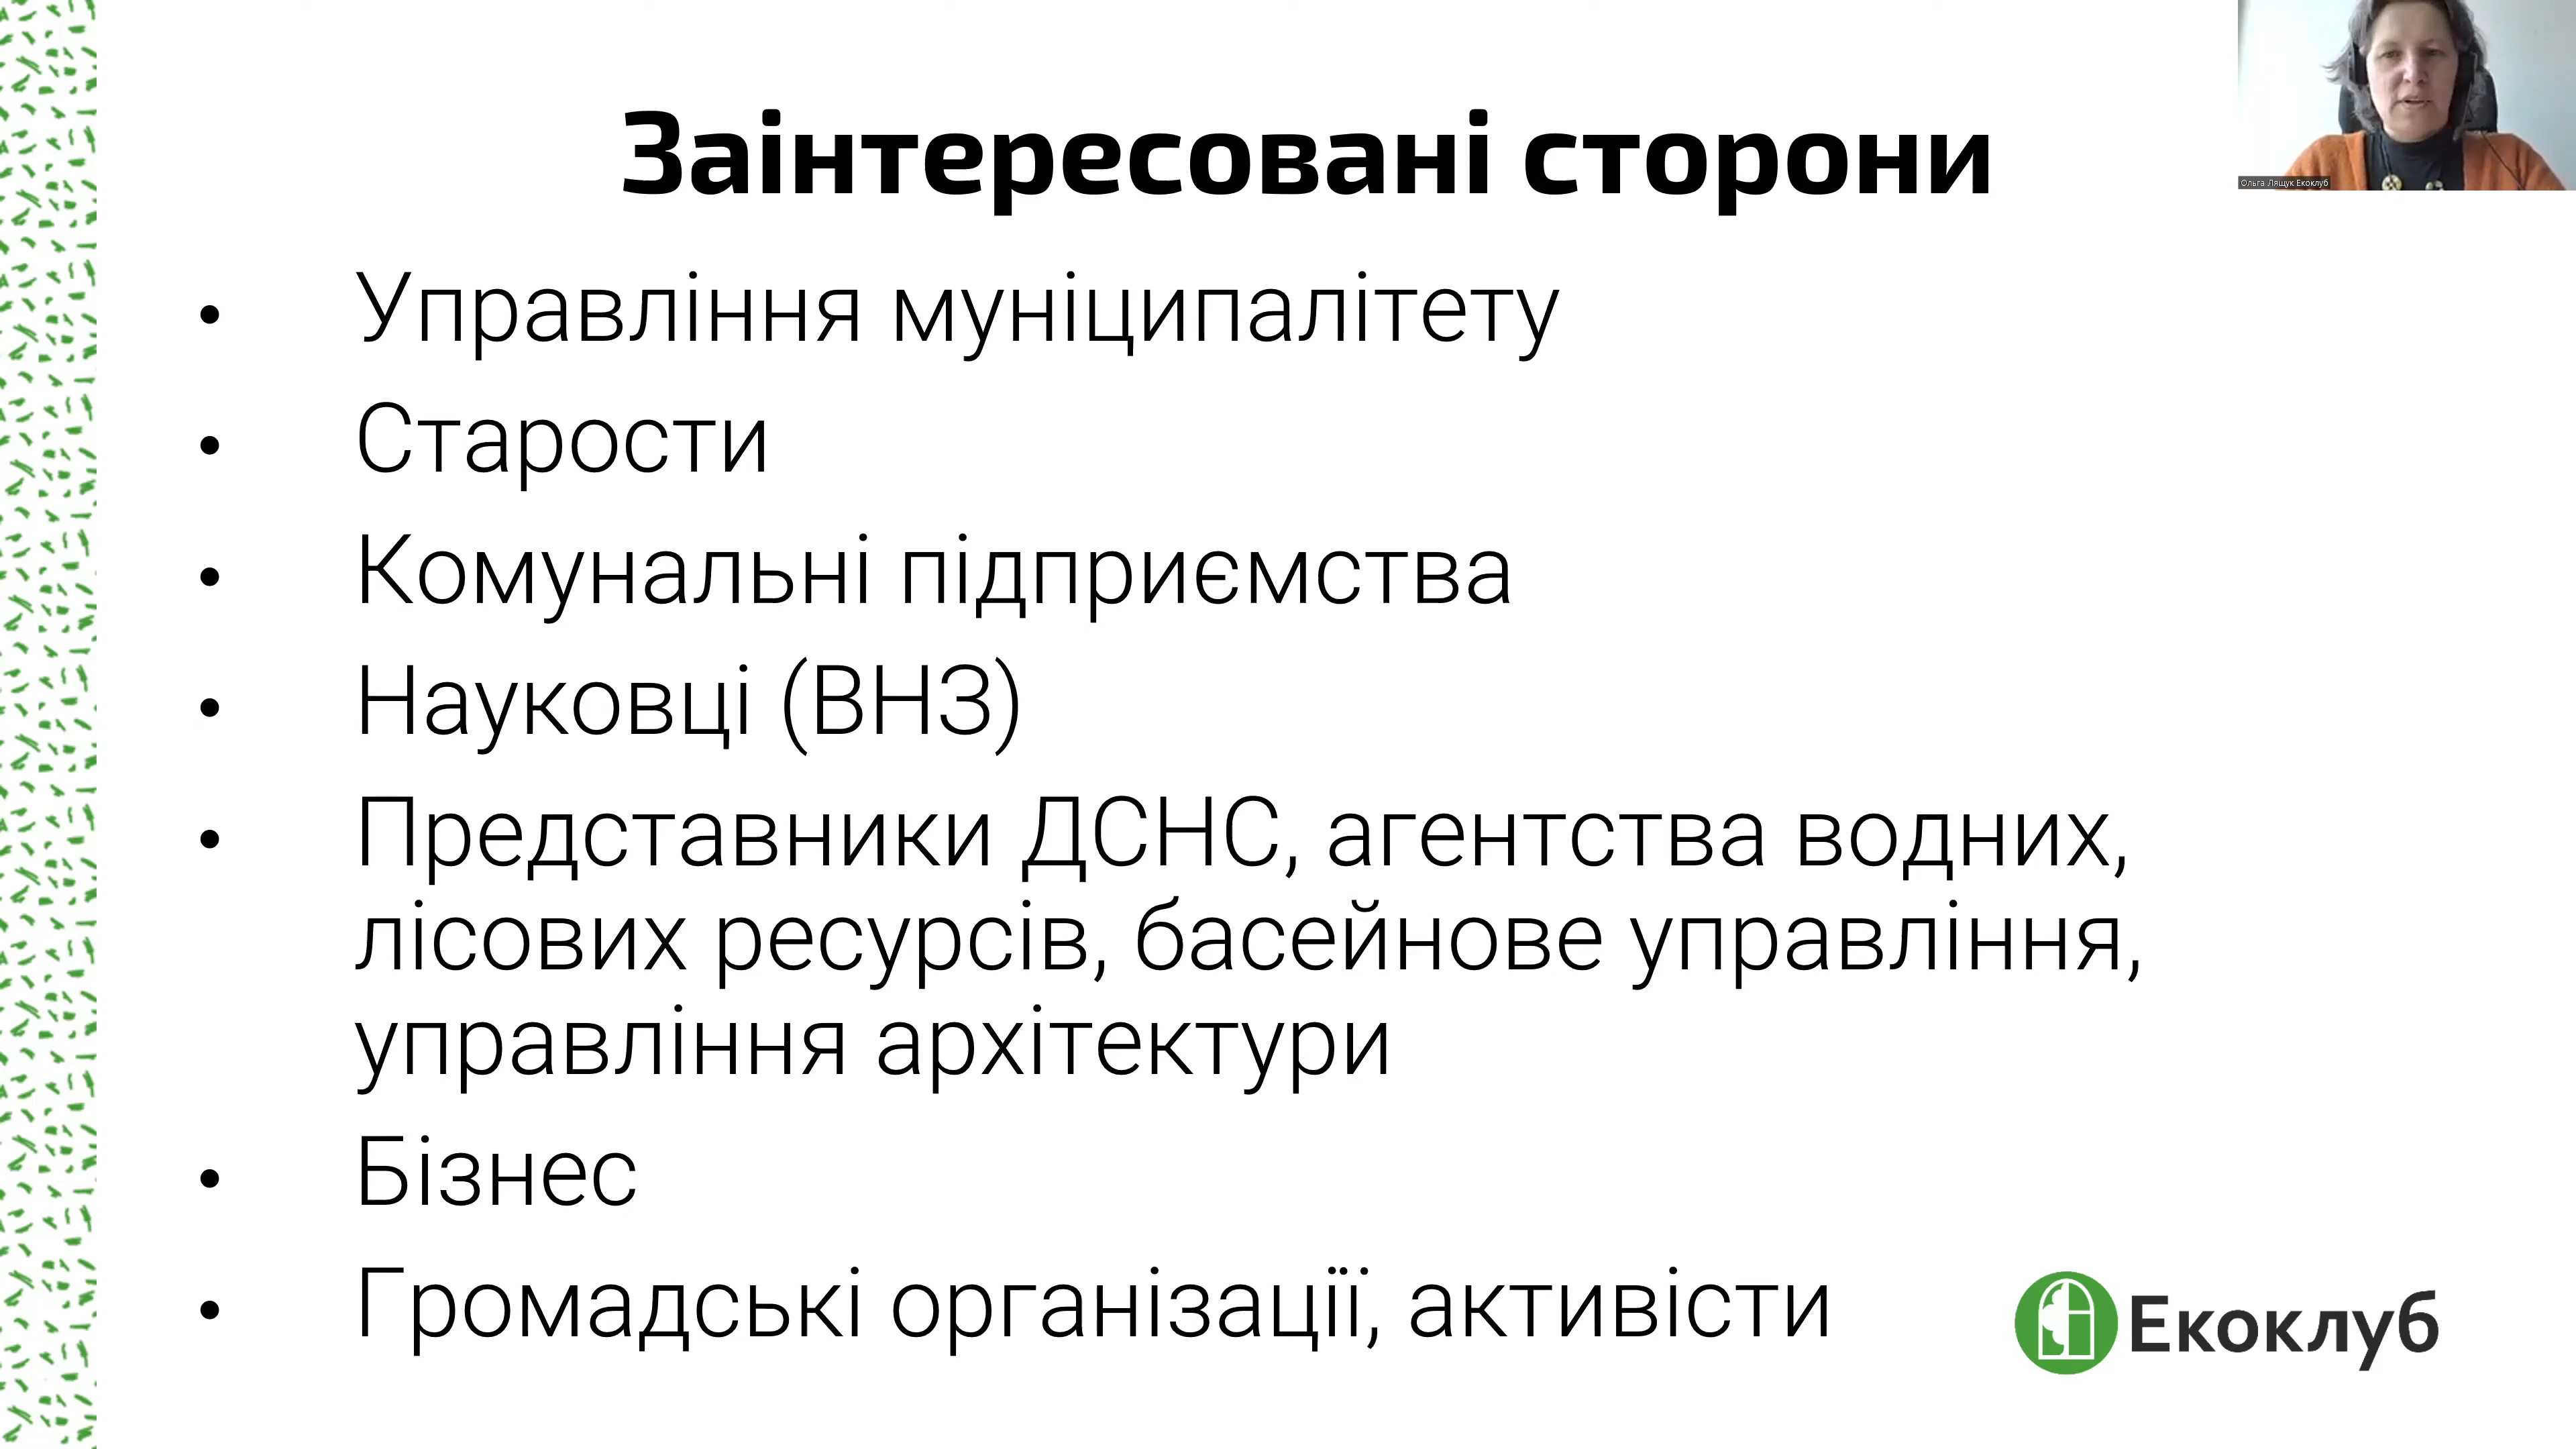 Заінтересовані сторони
Ольга Лящук Екоклуб
• Управління муніципалітету
• Старости
• Комунальні підприємства
• Науковці (ВНЗ)
• Представники ДСНС, агентства водних,
лісових ресурсів, басейнове управління,
управління архітектури
• Бізнес
• Громадські організації, активісти
Екоклуб